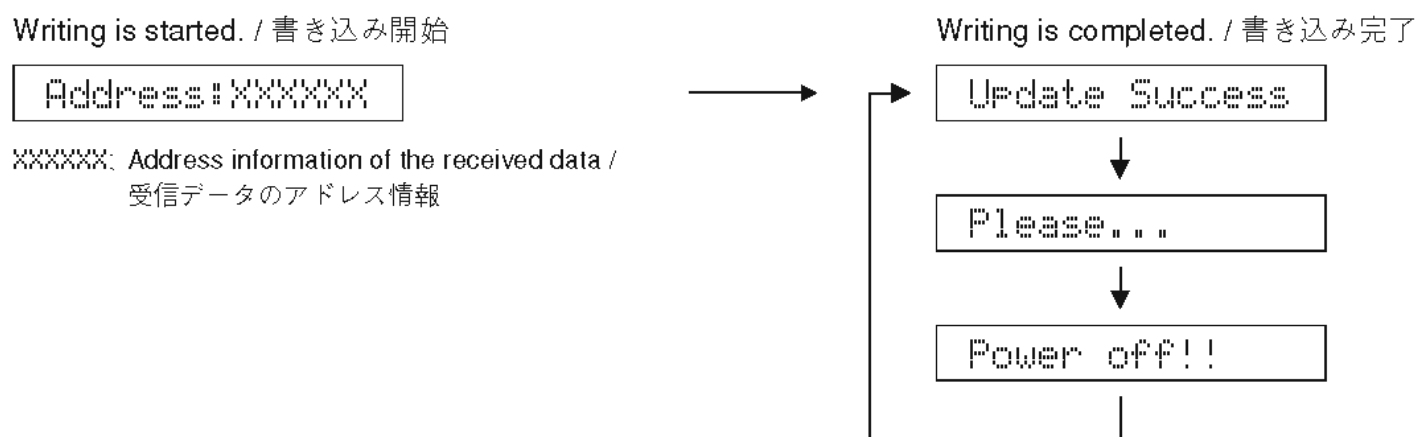 Writing is started. / 書き込み開始
Address:XXXXXX
XXXXXX; Address information of the received data /
受信データのアドレス情報
Writing is completed. / 書き込み完了
Update Success
Please...
Power off!!